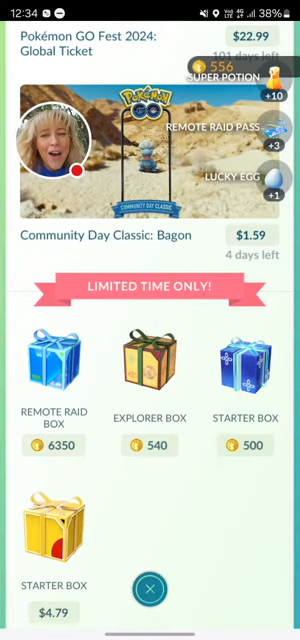 12:34
38%
Pokémon GO Fest 2024:
Global Ticket
$22.99
101 days left
556
SUPER POTION
+10
POKÉMON
GO
REMOTE RAID PASS
+3
LUCKY EGG
+1
COMMUNITY DAY CLASSIC
Community Day Classic: Bagon
$1.59
4 days left
LIMITED TIME ONLY!
REMOTE RAID
BOX
6350
EXPLORER BOX
540
STARTER BOX
500
STARTER BOX
$4.79